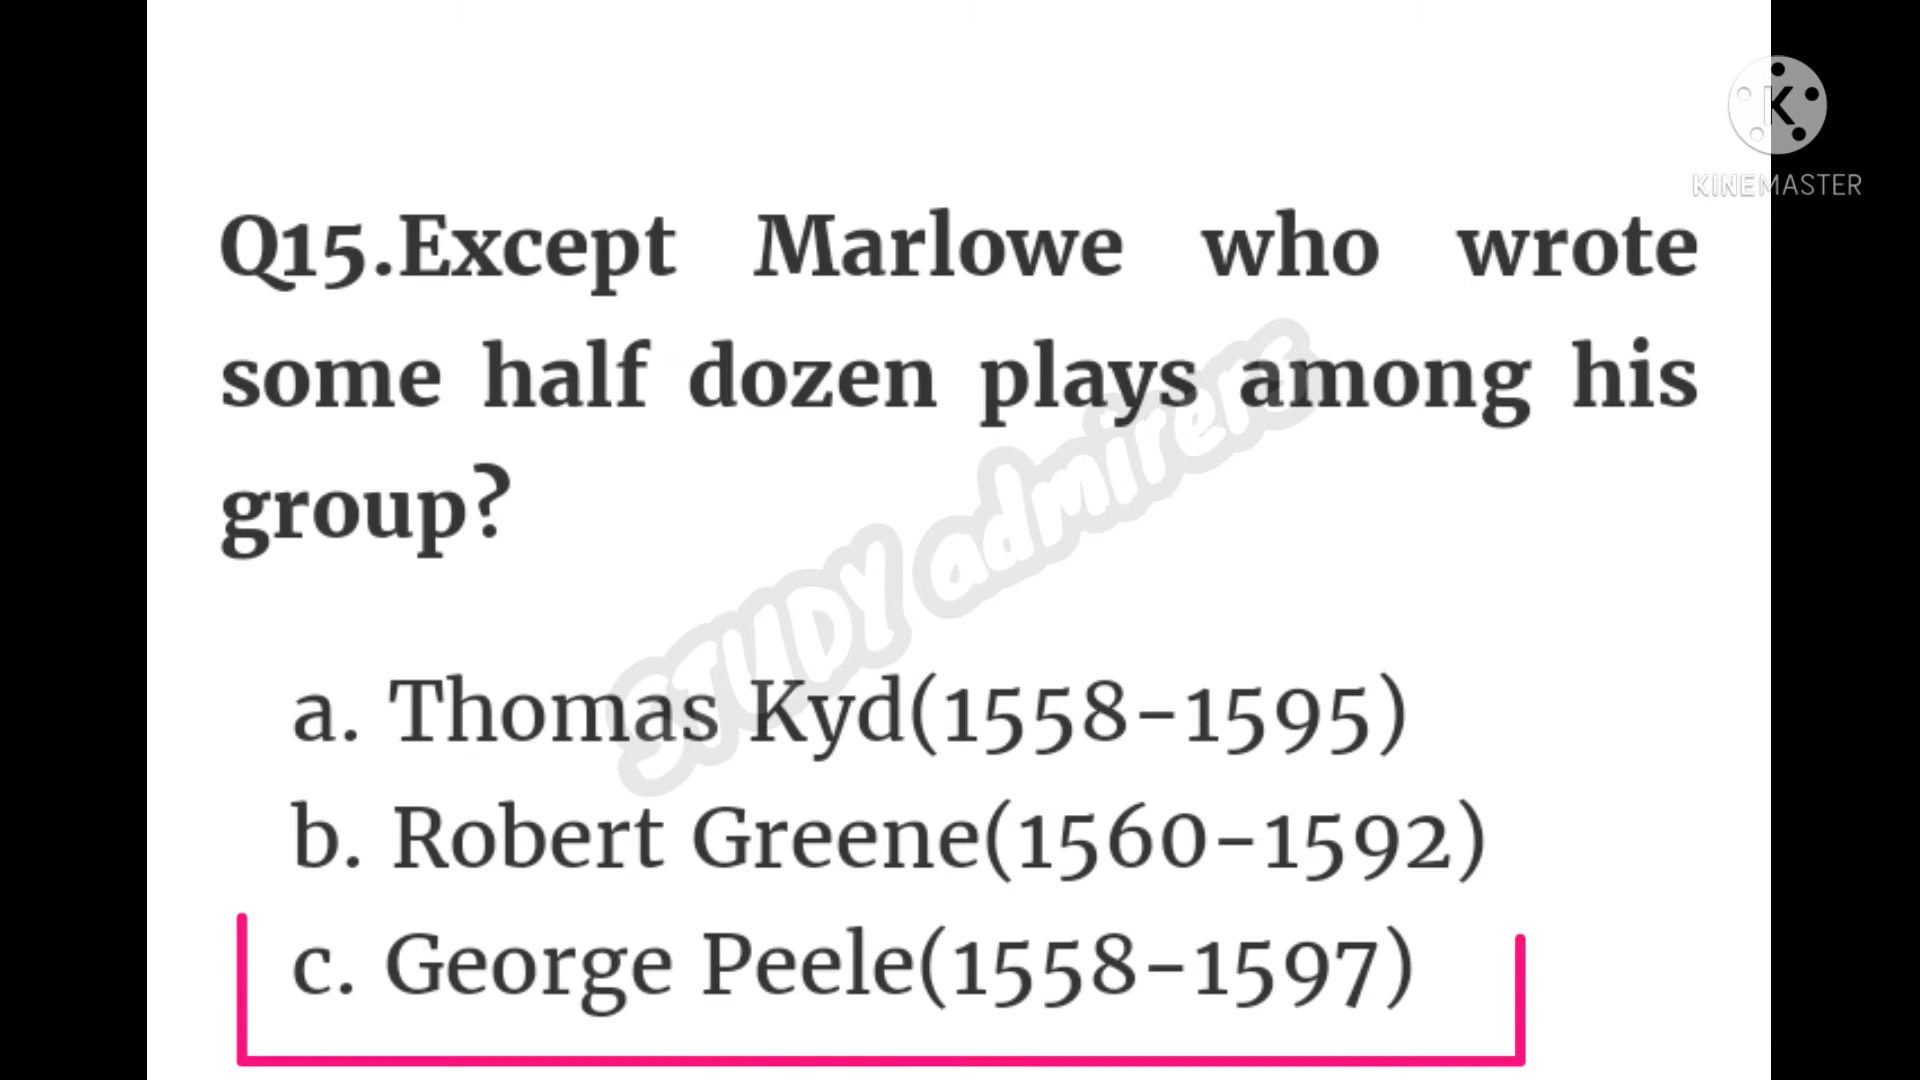 K
KINEMASTER
Q15.Except Marlowe who wrote
some half dozen plays among his
group?
STUDY admirers
a. Thomas Kyd(1558-1595)
b. Robert Greene(1560-1592)
c. George Peele(1558-1597)